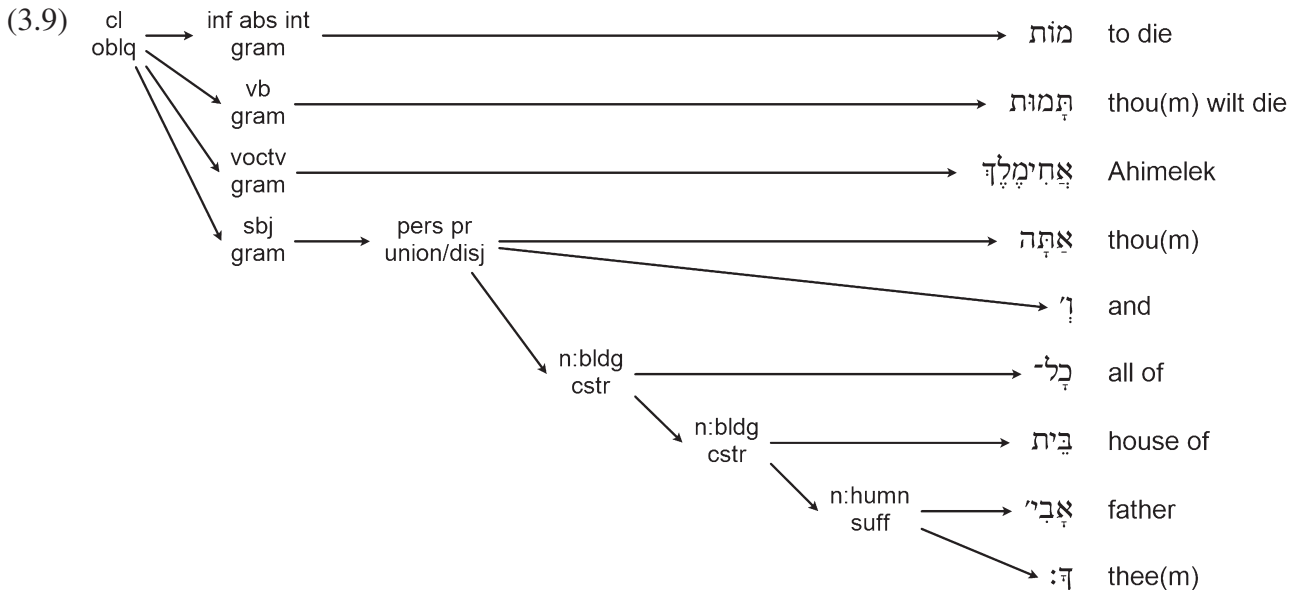 (3.9) cl oblq
inf abs int gram מוֹת to die
vb gram תָּמוּת thou(m) wilt die
voctv gram אֲחִימֶלֶךְ Ahimelek
sbj gram pers pr union/disj אַתָּה thou(m)
וְ׳ and
n:bldg cstr כָל־ all of
n:bldg cstr בֵּית house of
n:humn suff אָבִי׳ father
ךָ׃ thee(m)